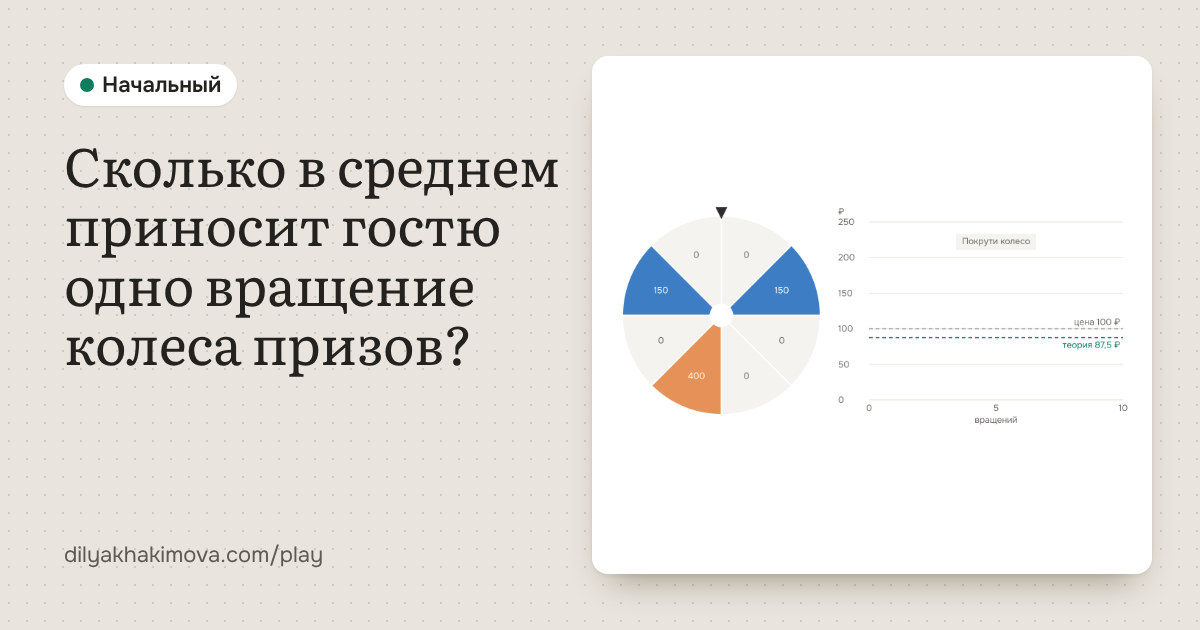 Начальный
Сколько в среднем
приносит гостю
одно вращение
колеса призов?
dilyakhakimova.com/play
0
0
150
150
0
0
400
0
₽
250
Покрути колесо
200
150
цена 100 ₽
100
теория 87,5 ₽
50
0
0
5
10
вращений